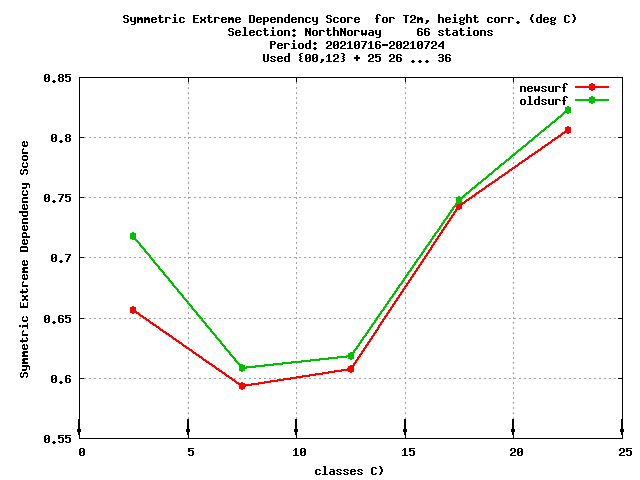 Symmetric Extreme Dependency Score  for T2m, height corr. (deg C)
Selection: NorthNorway     66 stations
Period: 20210716-20210724
Used {00,12} + 25 26 ... 36
newsurf
oldsurf
0.85
0.8
0.75
0.7
0.65
0.6
0.55
Symmetric Extreme Dependency Score
0 5 10 15 20 25
classes C)